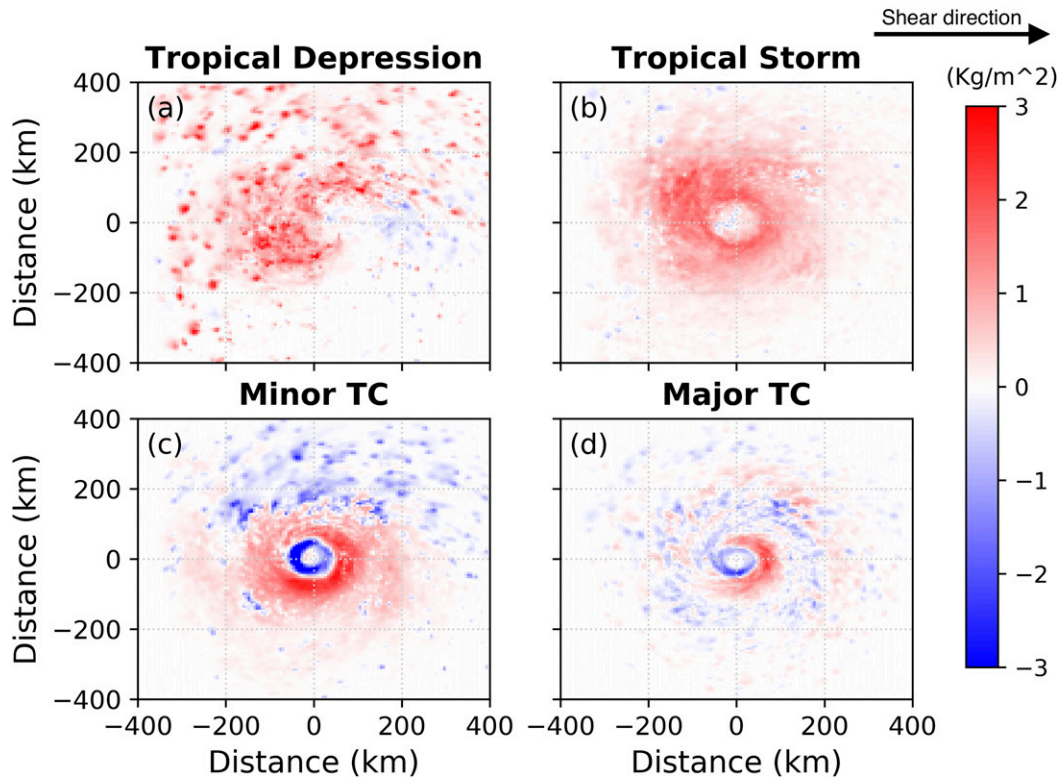 Shear direction
Tropical Depression
Tropical Storm
(Kg/m^2)
400
200
0
−200
−400
Distance (km)
(a)
(b)
3
2
1
0
−1
−2
−3
Minor TC
Major TC
400
200
0
−200
−400
Distance (km)
(c)
(d)
−400 −200 0 200 400
−400 −200 0 200 400
Distance (km)
Distance (km)